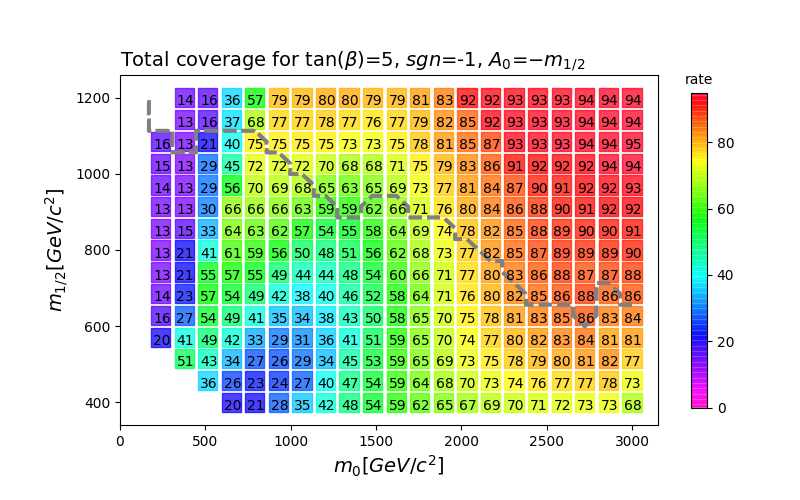 Total coverage for tan(β)=5, sgn=-1, A₀=−m₁/₂
rate
1200
14 16 36 57 79 79 80 80 79 79 81 83 92 92 93 93 93 94 94 94
13 16 37 68 77 77 78 77 76 77 79 82 85 92 93 93 93 94 94 94
16 13 21 40 75 75 75 75 73 73 75 78 81 85 87 93 93 93 94 94 95
1000
15 13 29 45 72 72 70 68 68 71 75 79 83 86 91 92 92 92 94 94
14 13 29 56 70 69 68 65 63 65 69 73 77 81 84 87 90 91 92 92 93
13 13 30 66 66 66 63 59 59 62 66 71 76 80 84 86 88 90 91 92 92
13 15 33 64 63 62 57 54 55 58 64 69 74 78 82 85 88 89 90 90 91
800
13 21 41 61 59 56 50 48 51 56 62 68 73 77 82 85 87 89 89 89 90
13 21 55 57 55 49 44 44 48 54 60 66 71 77 80 83 86 88 87 87 88
14 23 57 54 49 42 38 40 46 52 58 64 71 76 80 82 85 86 88 86 86
16 27 54 49 41 35 34 38 43 50 58 65 70 75 78 81 83 85 86 83 84
600
20 41 49 42 33 29 31 36 41 51 59 65 70 74 77 80 82 83 84 81 81
51 43 34 27 26 29 34 45 53 59 65 69 73 75 78 79 80 81 82 77
36 26 23 24 27 40 47 54 59 64 68 70 73 74 76 77 77 78 73
400
20 21 28 35 42 48 54 59 62 65 67 69 70 71 72 73 73 68
0 500 1000 1500 2000 2500 3000
m₁/₂[GeV/c²]
m₀[GeV/c²]
80
60
40
20
0